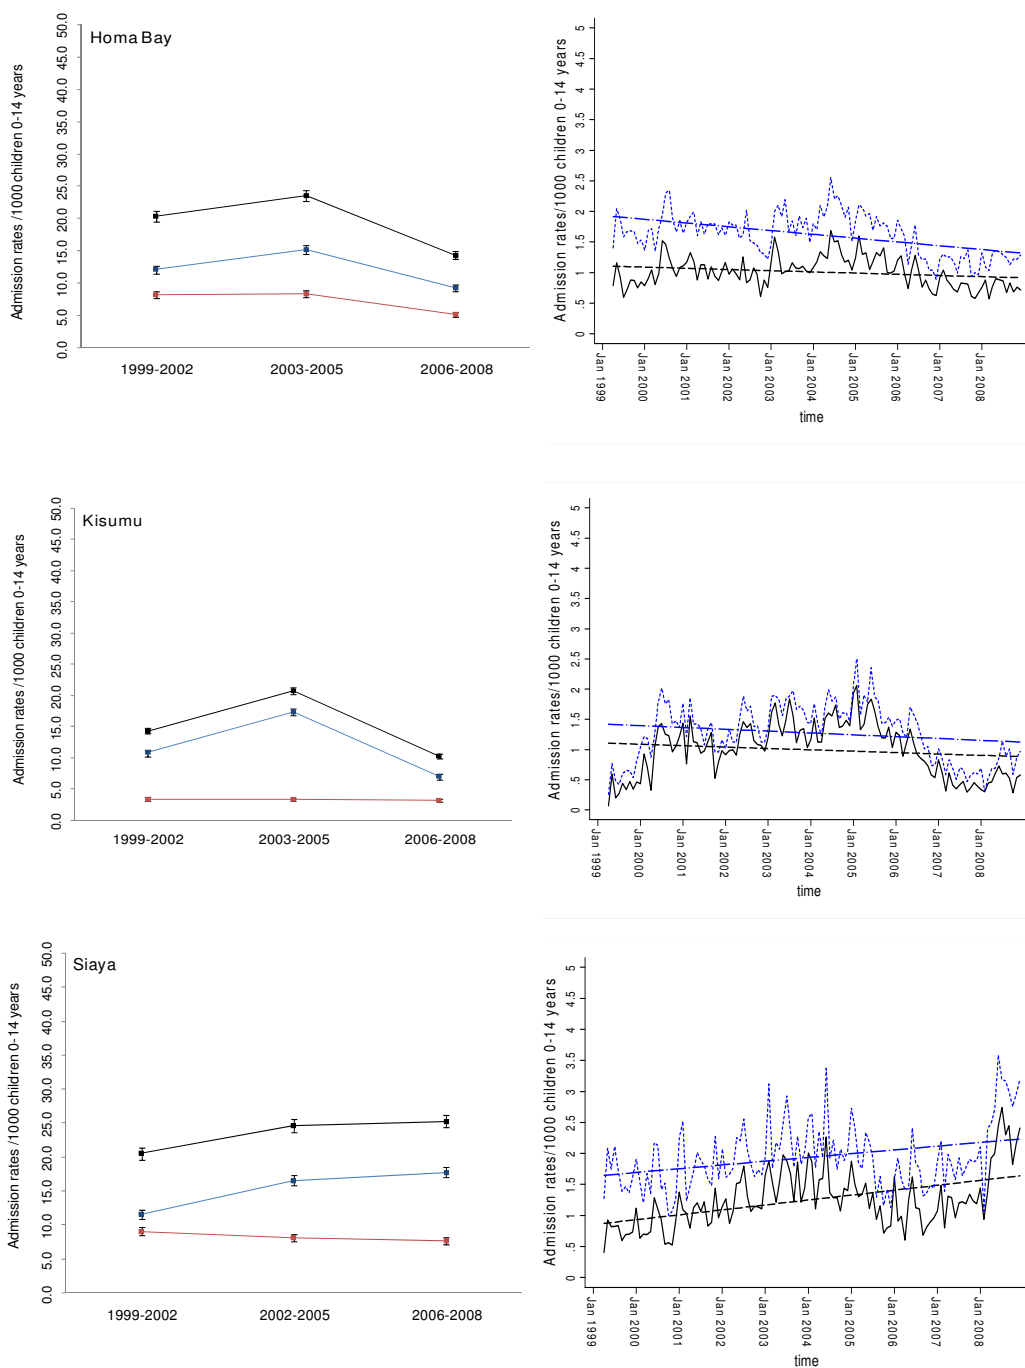 Homa Bay
Admission rates /1000 children 0-14 years
50.0
45.0
40.0
35.0
30.0
25.0
20.0
15.0
10.0
5.0
0.0
1999-2002
2003-2005
2006-2008
Admission rates/1000 children 0-14 years
5
4.5
4
3.5
3
2.5
2
1.5
1
.5
0
Jan 1999
Jan 2000
Jan 2001
Jan 2002
Jan 2003
Jan 2004
Jan 2005
Jan 2006
Jan 2007
Jan 2008
time
Kisumu
Admission rates /1000 children 0-14 years
50.0
45.0
40.0
35.0
30.0
25.0
20.0
15.0
10.0
5.0
0.0
1999-2002
2003-2005
2006-2008
Admission rates/1000 children 0-14 years
5
4.5
4
3.5
3
2.5
2
1.5
1
.5
0
Jan 1999
Jan 2000
Jan 2001
Jan 2002
Jan 2003
Jan 2004
Jan 2005
Jan 2006
Jan 2007
Jan 2008
time
Siaya
Admission rates /1000 children 0-14 years
50.0
45.0
40.0
35.0
30.0
25.0
20.0
15.0
10.0
5.0
0.0
1999-2002
2002-2005
2006-2008
Admission rates/1000 children 0-14 years
5
4.5
4
3.5
3
2.5
2
1.5
1
.5
0
Jan 1999
Jan 2000
Jan 2001
Jan 2002
Jan 2003
Jan 2004
Jan 2005
Jan 2006
Jan 2007
Jan 2008
time